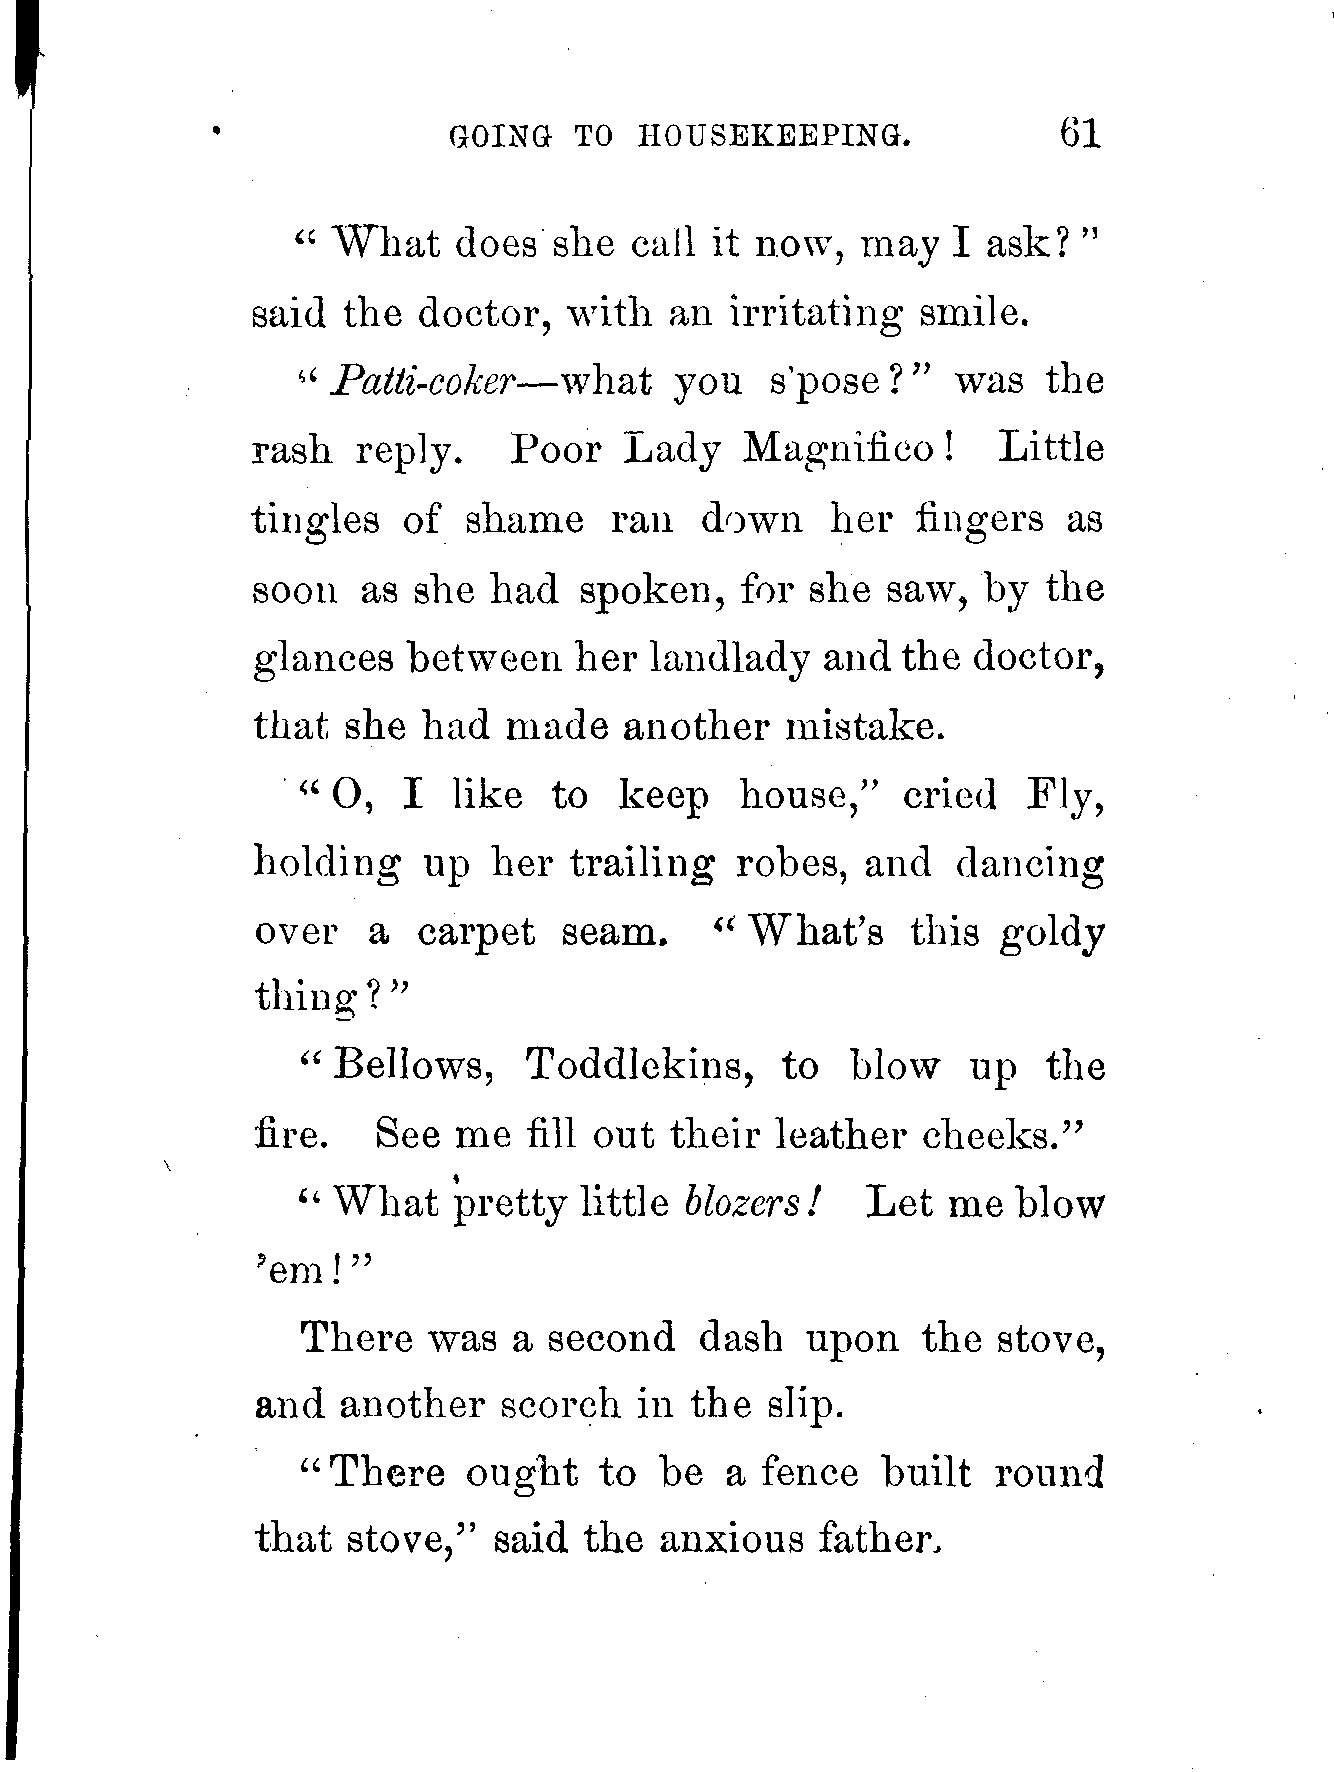 GOING TO HOUSEKEEPING. 61
“ What does she call it now, may I ask? ”
said the doctor, with an irritating smile.
“ Patti-coker—what you s'pose ? ” was the
rash reply. Poor Lady Magnifico ! Little
tingles of shame ran down her fingers as
soon as she had spoken, for she saw, by the
glances between her landlady and the doctor,
that she had made another mistake.
“ O, I like to keep house,” cried Fly,
holding up her trailing robes, and dancing
over a carpet seam. “ What’s this goldy
thing ? ”
“ Bellows, Toddlekins, to blow up the
fire. See me fill out their leather cheeks.”
“ What pretty little blozers ! Let me blow
’em ! ”
There was a second dash upon the stove,
and another scorch in the slip.
“ There ought to be a fence built round
that stove,” said the anxious father.